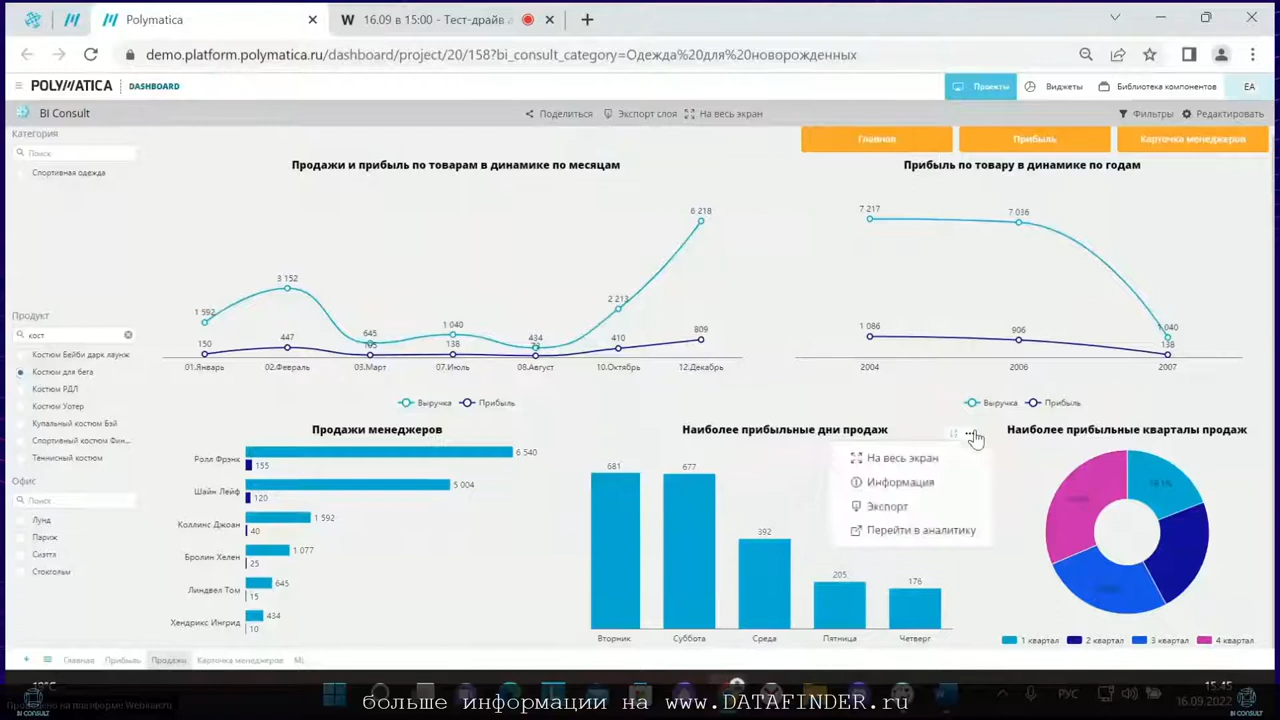 Polymatica
16.09 в 15:00 - Тест-драйв
demo.platform.polymatica.ru/dashboard/project/20/158?bi_consult_category=Одежда%20для%20новорожденных
POLYMATICA DASHBOARD
Проекты
Виджеты
Библиотека компонентов
EA
BI Consult
Поделиться
Экспорт слоя
На весь экран
Фильтры
Редактировать
Категория
Поиск
Спортивная одежда
Главная
Прибыль
Карточка менеджеров
Продажи и прибыль по товарам в динамике по месяцам
6 218
3 152
1 592
2 213
1 040
645
434
150
447
138
410
809
01.Январь
02.Февраль
03.Март
07.Июль
08.Август
10.Октябрь
12.Декабрь
Выручка
Прибыль
Прибыль по товару в динамике по годам
7 217
7 036
1 040
1 086
906
138
2004
2006
2007
Выручка
Прибыль
Продукт
кост
Костюм Бейби дарк лаунж
Костюм для бега
Костюм РДЛ
Костюм Уотер
Купальный костюм Бэй
Спортивный костюм Фин...
Теннисный костюм
Офис
Поиск
Лунд
Париж
Сиэттл
Стокгольм
Продажи менеджеров
Ролл Фрэнк
6 540
155
Шайн Лейф
5 004
120
Коллинс Джоан
1 592
40
Бролин Хелен
1 077
25
Линдвел Том
645
15
Хендрикс Ингрид
434
10
Наиболее прибыльные дни продаж
681
677
392
205
176
Вторник
Суббота
Среда
Пятница
Четверг
На весь экран
Информация
Экспорт
Перейти в аналитику
Наиболее прибыльные кварталы продаж
1 квартал
2 квартал
3 квартал
4 квартал
Главная
Прибыль
Продажи
Карточка менеджеров
ML
РУС
15:45
16.09.2022
больше информации на www.DATAFINDER.ru
BI CONSULT
BI CONSULT